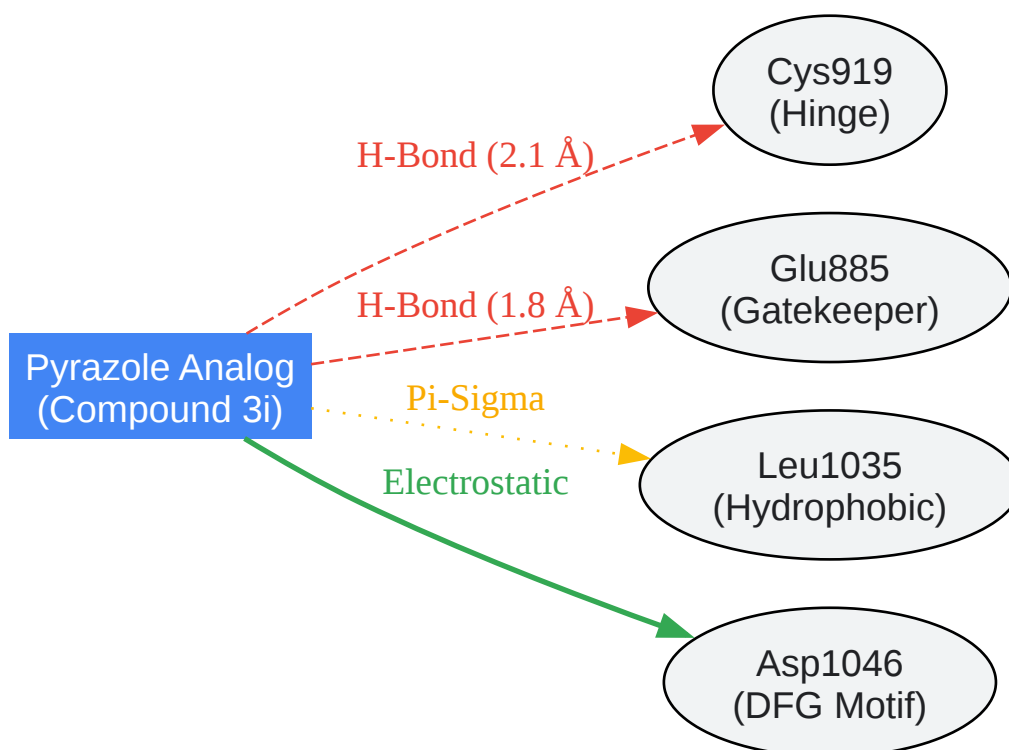 Cys919
(Hinge)
H-Bond (2.1 Å)
Glu885
(Gatekeeper)
H-Bond (1.8 Å)
Pyrazole Analog
(Compound 3i)
Pi-Sigma
Leu1035
(Hydrophobic)
Electrostatic
Asp1046
(DFG Motif)